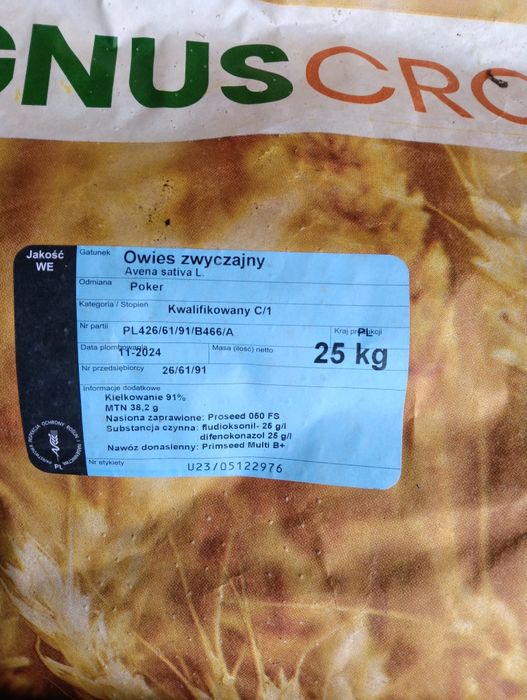 GNUSCRO
Jakość
WE
Gatunek Owies zwyczajny
Avena sativa L.
Odmiana Poker
Kategoria / Stopień Kwalifikowany C/1
Nr partii PL426/61/91/B466/A Kraj produkcji PL
Data plombowania 11-2024 Masa (ilość) netto 25 kg
Nr przedsiębiorcy 26/61/91
Informacje dodatkowe
Kiełkowanie 91%
MTN 38,2 g
Nasiona zaprawione: Proseed 050 FS
Substancja czynna: fludioksonil- 25 g/l
difenokonazol 25 g/l
Nawóz donasienny: Primseed Multi B+
Nr etykiety U23/05122976
PL